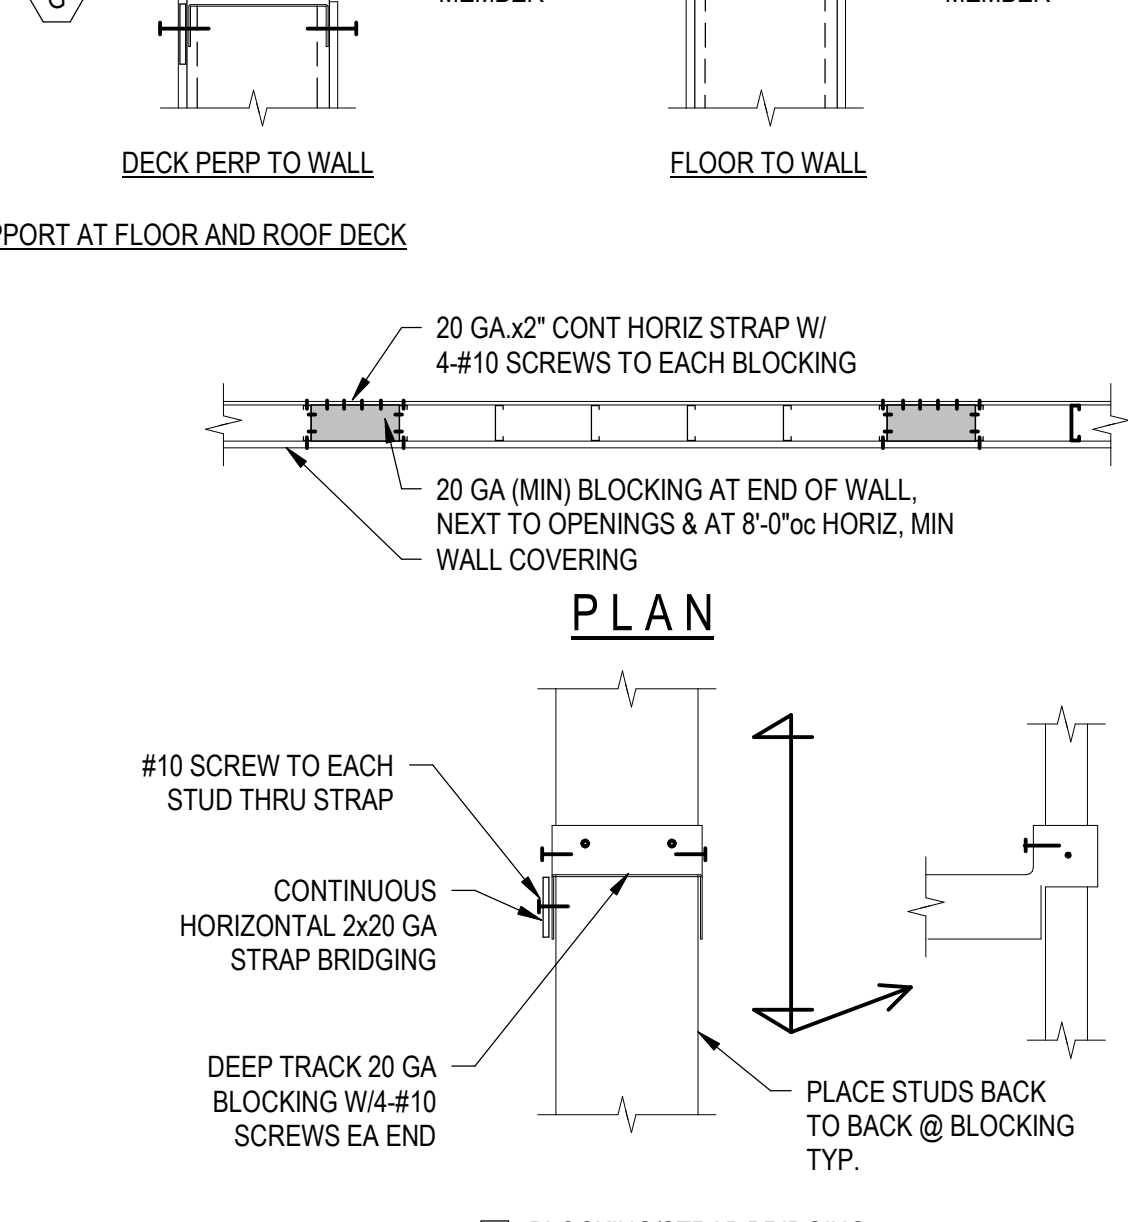 MEMBER
MEMBER
DECK PERP TO WALL
FLOOR TO WALL
PPORT AT FLOOR AND ROOF DECK
20 GA.x2" CONT HORIZ STRAP W/
4-#10 SCREWS TO EACH BLOCKING
20 GA (MIN) BLOCKING AT END OF WALL,
NEXT TO OPENINGS & AT 8'-0"oc HORIZ, MIN
WALL COVERING
PLAN
#10 SCREW TO EACH
STUD THRU STRAP
CONTINUOUS
HORIZONTAL 2x20 GA
STRAP BRIDGING
DEEP TRACK 20 GA
BLOCKING W/4-#10
SCREWS EA END
PLACE STUDS BACK
TO BACK @ BLOCKING
TYP.